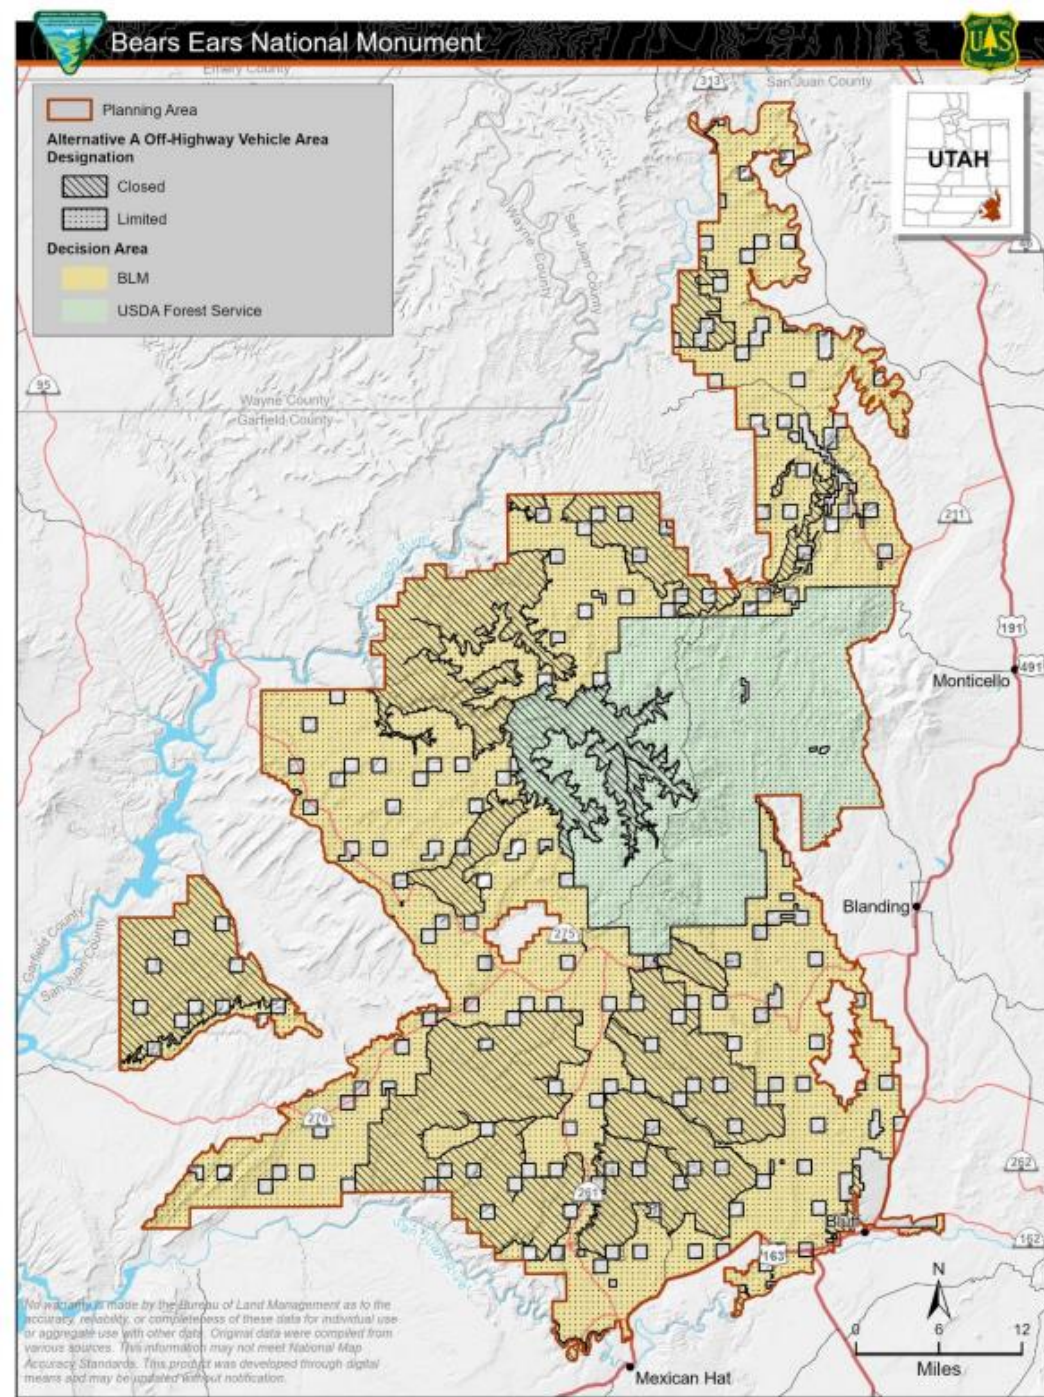 Bears Ears National Monument
Emery County
313
San Juan County
Planning Area
Alternative A Off-Highway Vehicle Area
Designation
Closed
Limited
Decision Area
BLM
USDA Forest Service
UTAH
US
Wayne County
San Juan County
95
Wayne County
Garfield County
211
191
491
Monticello
Blanding
275
Garfield County
San Juan County
276
261
262
Bluff
163
162
No warranty is made by the Bureau of Land Management as to the
accuracy, reliability, or completeness of these data for individual use
or aggregate use with other data. Original data were compiled from
various sources. This information may not meet National Map
Accuracy Standards. This product was developed through digital
means and may be updated without notification.
N
0 6 12
Miles
Mexican Hat